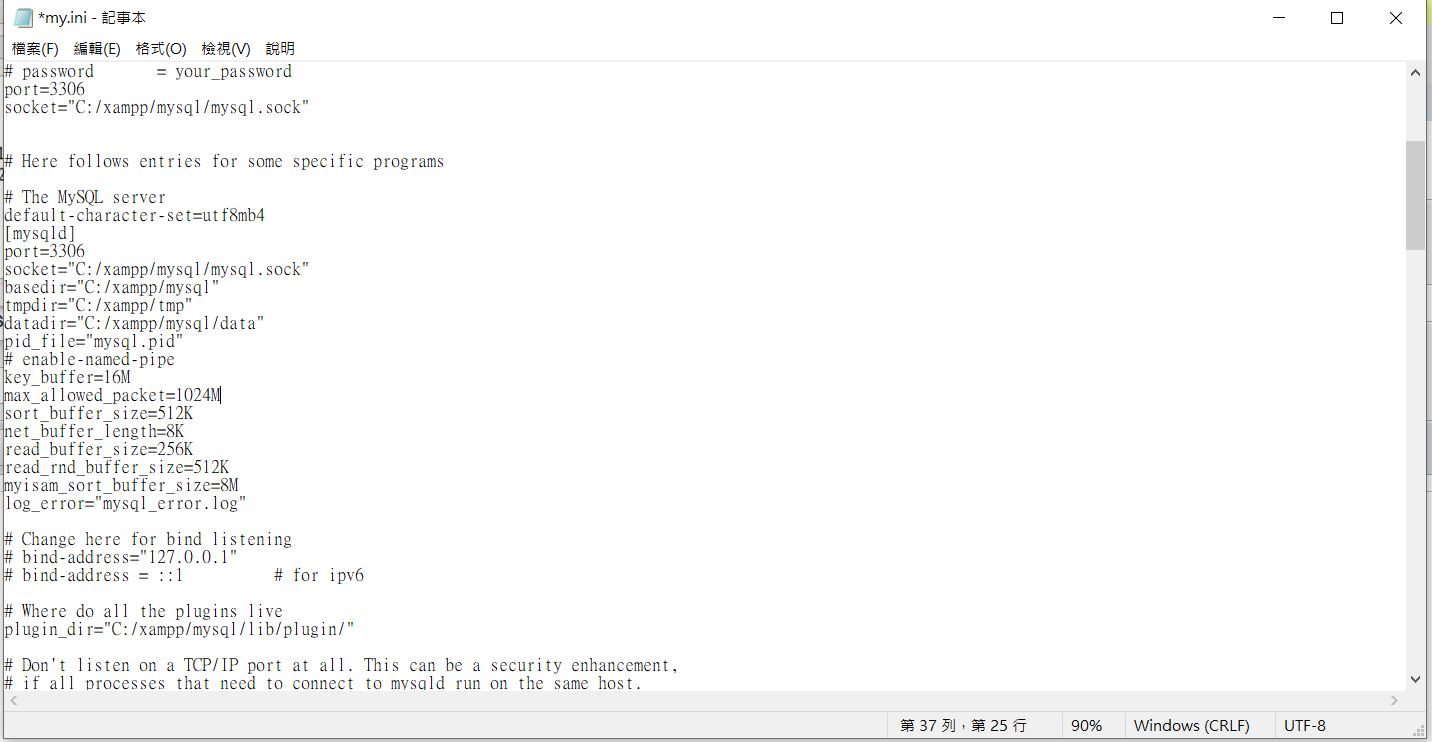 *my.ini - 記事本
檔案(F) 編輯(E) 格式(O) 檢視(V) 說明
# password       = your_password
port=3306
socket="C:/xampp/mysql/mysql.sock"
# Here follows entries for some specific programs
# The MySQL server
default-character-set=utf8mb4
[mysqld]
port=3306
socket="C:/xampp/mysql/mysql.sock"
basedir="C:/xampp/mysql"
tmpdir="C:/xampp/tmp"
datadir="C:/xampp/mysql/data"
pid_file="mysql.pid"
# enable-named-pipe
key_buffer=16M
max_allowed_packet=1024M
sort_buffer_size=512K
net_buffer_length=8K
read_buffer_size=256K
read_rnd_buffer_size=512K
myisam_sort_buffer_size=8M
log_error="mysql_error.log"
# Change here for bind listening
# bind-address="127.0.0.1"
# bind-address = ::1          # for ipv6
# Where do all the plugins live
plugin_dir="C:/xampp/mysql/lib/plugin/"
# Don't listen on a TCP/IP port at all. This can be a security enhancement,
# if all processes that need to connect to mysqld run on the same host.
第 37 列，第 25 行 90% Windows (CRLF) UTF-8